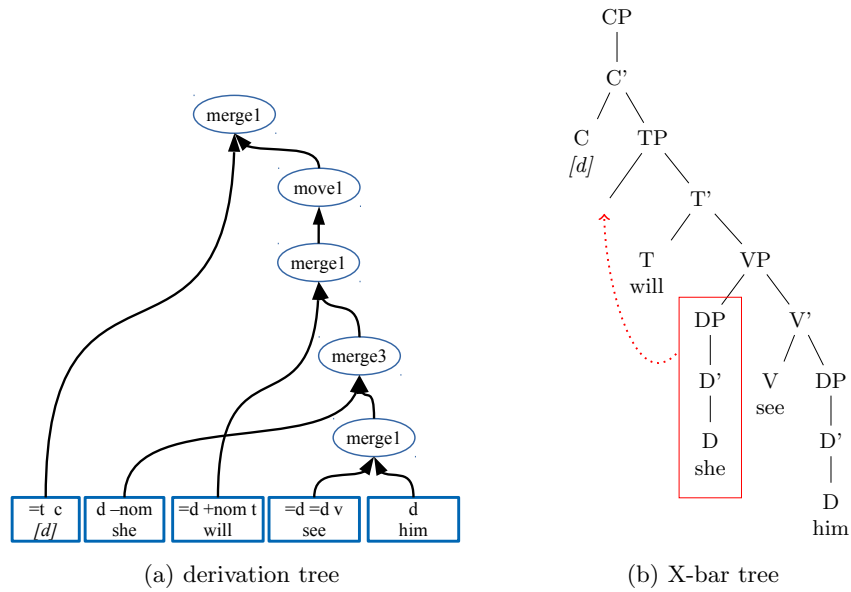 merge1
move1
merge1
merge3
merge1
=t c
[d]
d –nom
she
=d +nom t
will
=d =d v
see
d
him
(a) derivation tree
CP
C'
C
TP
[d]
T'
T
VP
will
DP
V'
D'
V
DP
see
D
D'
she
D
him
(b) X-bar tree